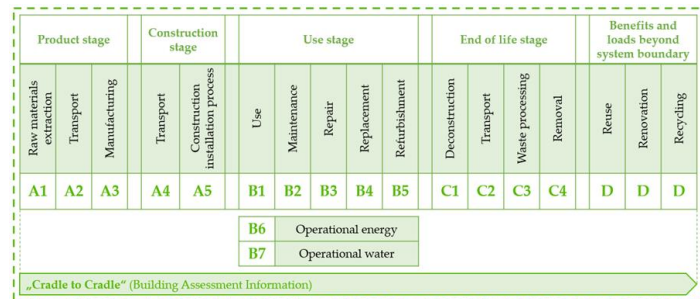 Product stage
Construction
stage
Use stage
End of life stage
Benefits and
loads beyond
system boundary
Raw materials
extraction
Transport
Manufacturing
Transport
Construction
installation process
Use
Maintenance
Repair
Replacement
Refurbishment
Deconstruction
Transport
Waste processing
Removal
Reuse
Renovation
Recycling
A1 A2 A3 A4 A5 B1 B2 B3 B4 B5 C1 C2 C3 C4 D D D
B6 Operational energy
B7 Operational water
„Cradle to Cradle“ (Building Assessment Information)